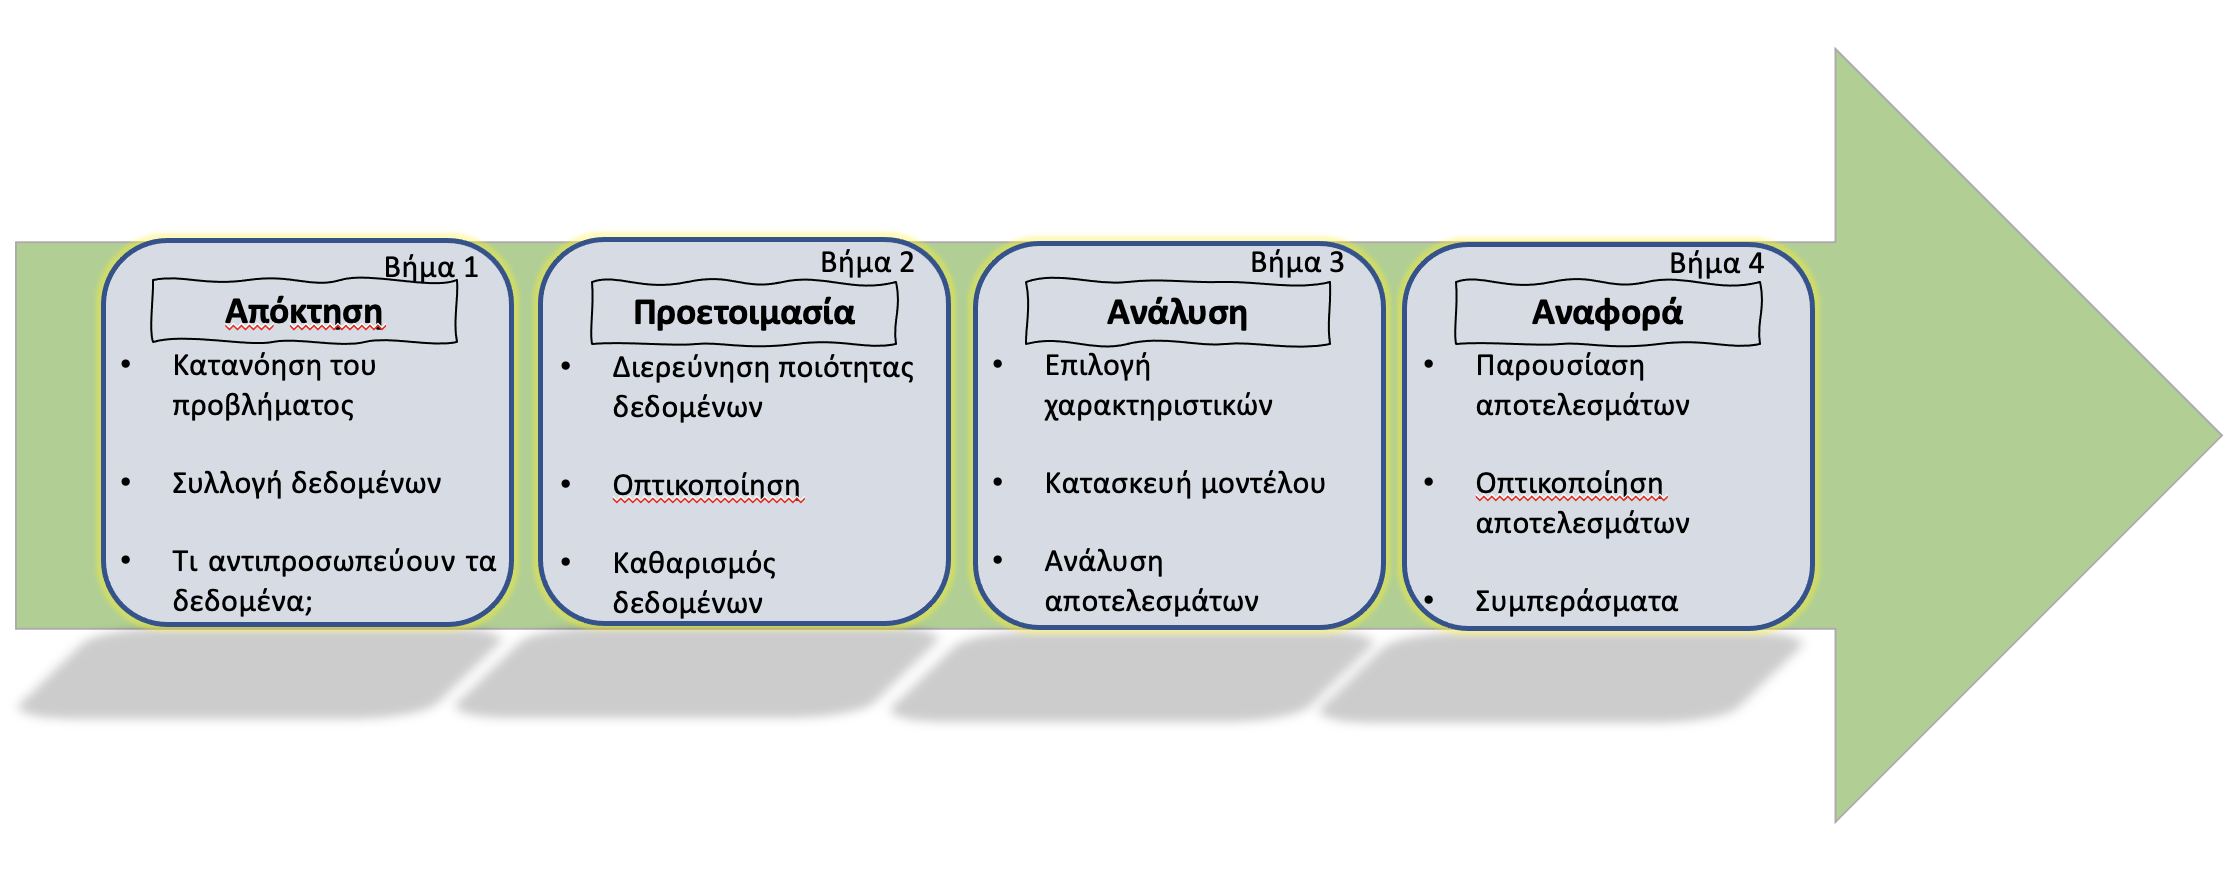 Βήμα 1
Απόκτηση
• Κατανόηση του
προβλήματος
• Συλλογή δεδομένων
• Τι αντιπροσωπεύουν τα
δεδομένα;
Βήμα 2
Προετοιμασία
• Διερεύνηση ποιότητας
δεδομένων
• Οπτικοποίηση
• Καθαρισμός
δεδομένων
Βήμα 3
Ανάλυση
• Επιλογή
χαρακτηριστικών
• Κατασκευή μοντέλου
• Ανάλυση
αποτελεσμάτων
Βήμα 4
Αναφορά
• Παρουσίαση
αποτελεσμάτων
• Οπτικοποίηση
αποτελεσμάτων
• Συμπεράσματα